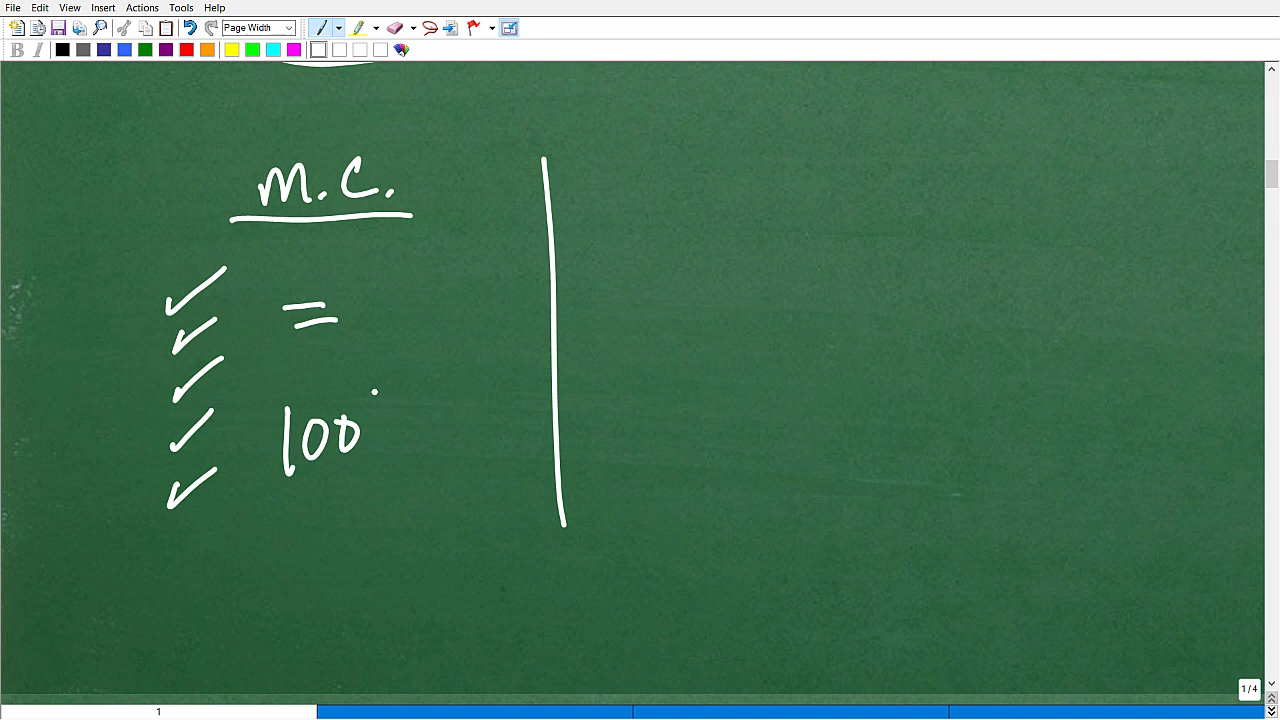 File Edit View Insert Actions Tools Help
Page Width
B I
m.c.
✓ =
✓
✓
✓ 100
✓
1/4
1